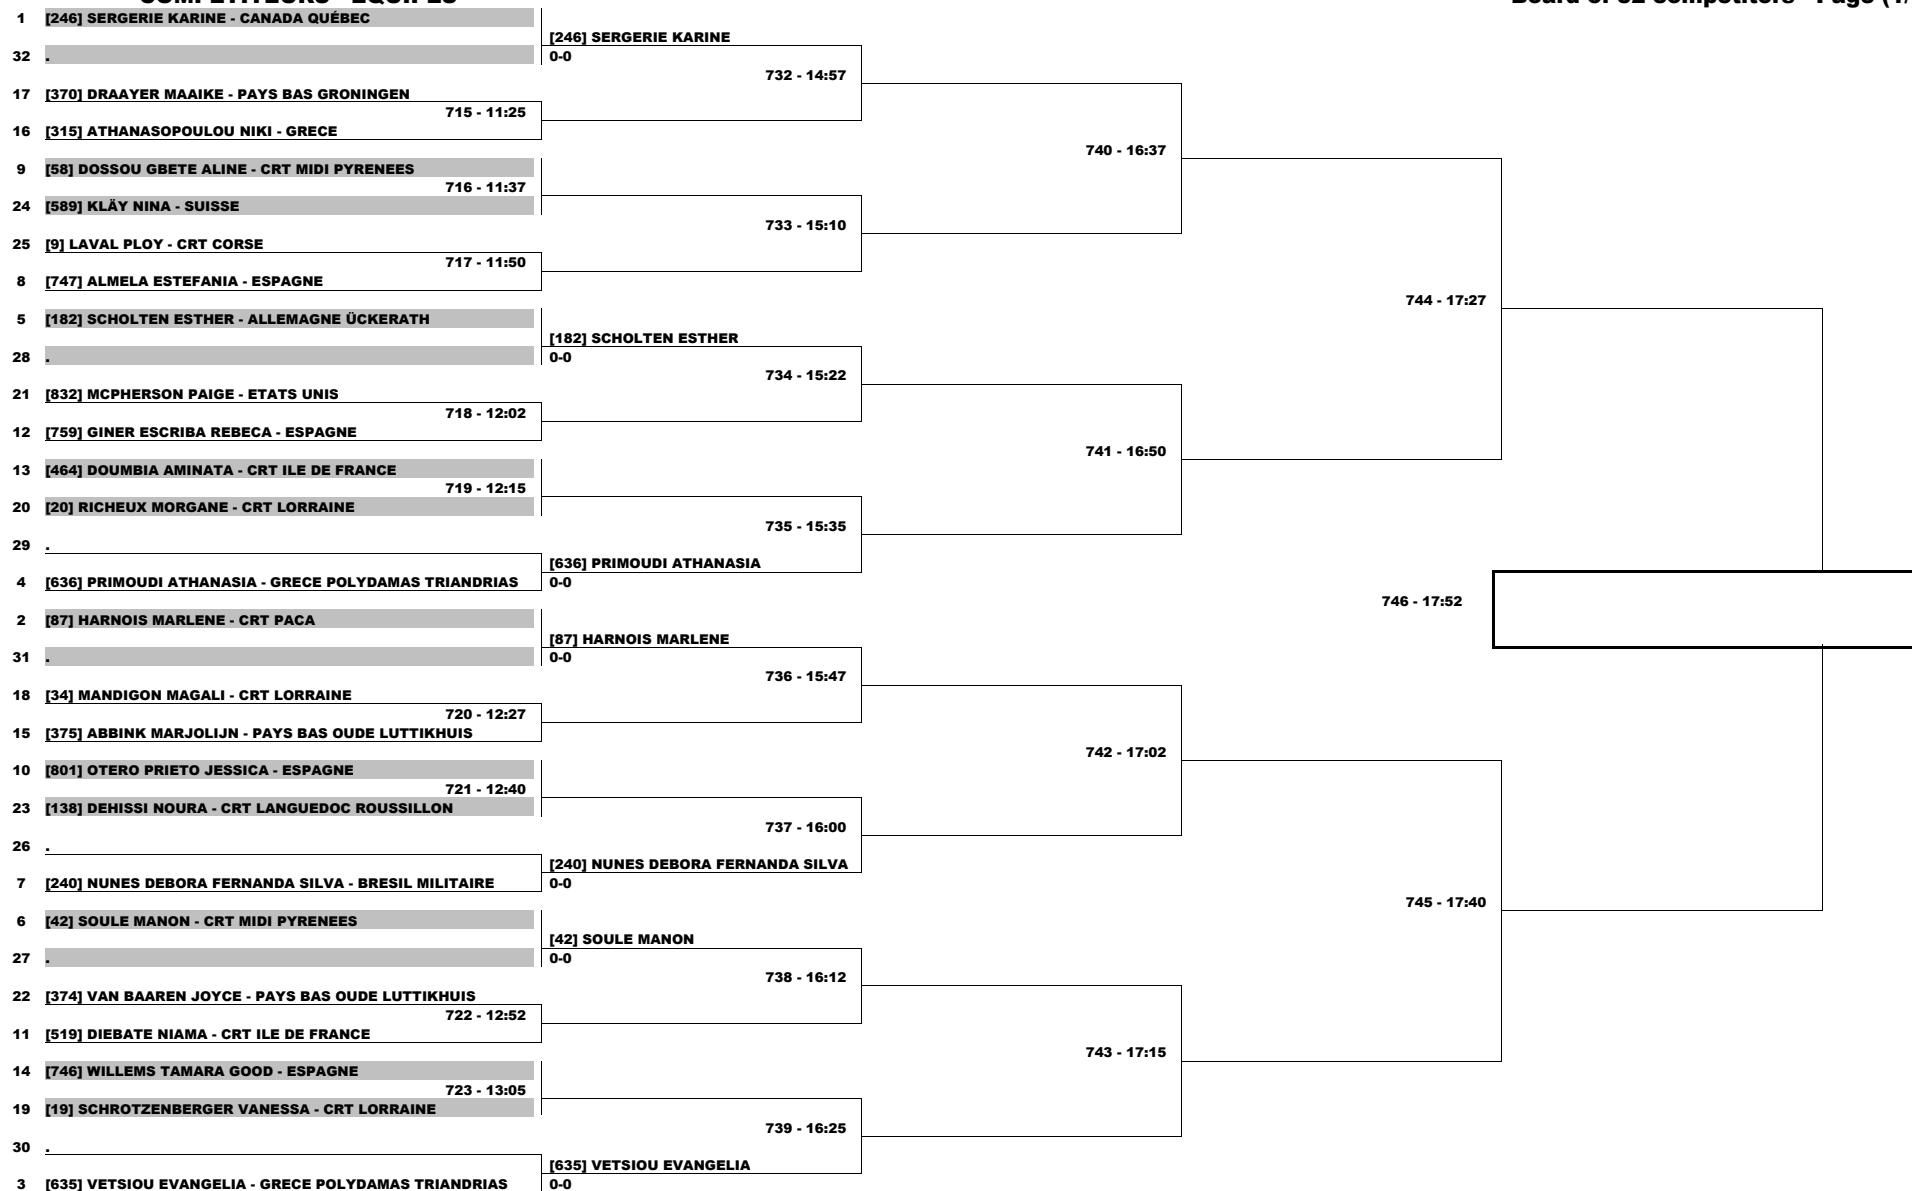 1 [246] SERGERIE KARINE - CANADA QUÉBEC
[246] SERGERIE KARINE
32 .
0-0
732 - 14:57
17 [370] DRAAYER MAAIKE - PAYS BAS GRONINGEN
715 - 11:25
16 [315] ATHANASOPOULOU NIKI - GRECE
740 - 16:37
9 [58] DOSSOU GBETE ALINE - CRT MIDI PYRENEES
716 - 11:37
24 [589] KLÄY NINA - SUISSE
733 - 15:10
25 [9] LAVAL PLOY - CRT CORSE
717 - 11:50
8 [747] ALMELA ESTEFANIA - ESPAGNE
744 - 17:27
5 [182] SCHOLTEN ESTHER - ALLEMAGNE ÜCKERATH
[182] SCHOLTEN ESTHER
28 .
0-0
734 - 15:22
21 [832] MCPHERSON PAIGE - ETATS UNIS
718 - 12:02
12 [759] GINER ESCRIBA REBECA - ESPAGNE
741 - 16:50
13 [464] DOUMBIA AMINATA - CRT ILE DE FRANCE
719 - 12:15
20 [20] RICHEUX MORGANE - CRT LORRAINE
735 - 15:35
29 .
[636] PRIMOUDI ATHANASIA
4 [636] PRIMOUDI ATHANASIA - GRECE POLYDAMAS TRIANDRIAS
0-0
746 - 17:52
2 [87] HARNOIS MARLENE - CRT PACA
[87] HARNOIS MARLENE
31 .
0-0
736 - 15:47
18 [34] MANDIGON MAGALI - CRT LORRAINE
720 - 12:27
15 [375] ABBINK MARJOLIJN - PAYS BAS OUDE LUTTIKHUIS
742 - 17:02
10 [801] OTERO PRIETO JESSICA - ESPAGNE
721 - 12:40
23 [138] DEHISSI NOURA - CRT LANGUEDOC ROUSSILLON
737 - 16:00
26 .
[240] NUNES DEBORA FERNANDA SILVA
7 [240] NUNES DEBORA FERNANDA SILVA - BRESIL MILITAIRE
0-0
745 - 17:40
6 [42] SOULE MANON - CRT MIDI PYRENEES
[42] SOULE MANON
27 .
0-0
738 - 16:12
22 [374] VAN BAAREN JOYCE - PAYS BAS OUDE LUTTIKHUIS
722 - 12:52
11 [519] DIEBATE NIAMA - CRT ILE DE FRANCE
743 - 17:15
14 [746] WILLEMS TAMARA GOOD - ESPAGNE
723 - 13:05
19 [19] SCHROTZENBERGER VANESSA - CRT LORRAINE
739 - 16:25
30 .
[635] VETSIOU EVANGELIA
3 [635] VETSIOU EVANGELIA - GRECE POLYDAMAS TRIANDRIAS
0-0